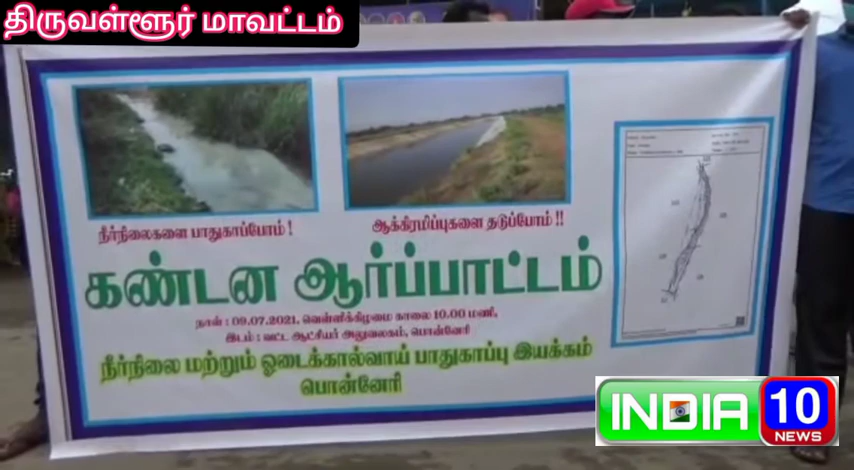 திருவள்ளூர் மாவட்டம்
நீர்நிலைகளை பாதுகாப்போம் !
ஆக்கிரமிப்புகளை தடுப்போம் !!
கண்டன ஆர்ப்பாட்டம்
நாள் : 09.07.2021, வெள்ளிக்கிழமை காலை 10.00 மணி,
இடம் : வட்ட ஆட்சியர் அலுவலகம், பொன்னேரி
நீர்நிலை மற்றும் ஓடைக்கால்வாய் பாதுகாப்பு இயக்கம்
பொன்னேரி
INDIA 10
NEWS